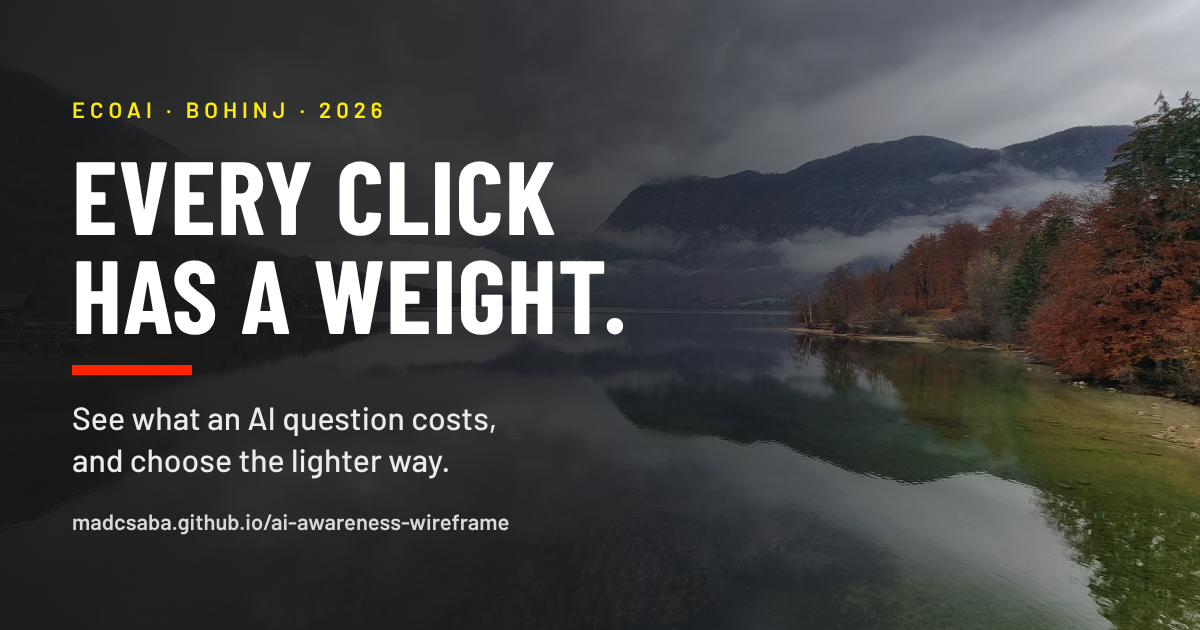 ECOAI · BOHINJ · 2026
EVERY CLICK
HAS A WEIGHT.
See what an AI question costs,
and choose the lighter way.
madcsaba.github.io/ai-awareness-wireframe